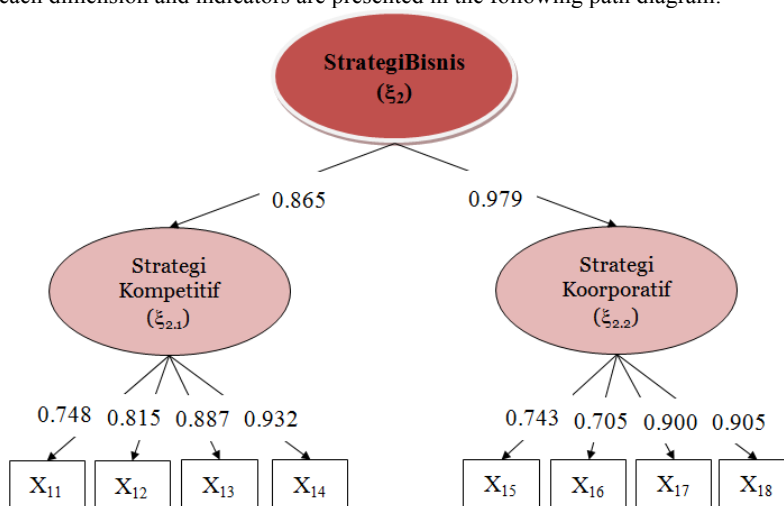 each dimension and indicators are presented in the following path diagram.
StrategiBisnis
(ξ₂)
0.865 0.979
Strategi
Kompetitif
(ξ₂.₁)
Strategi
Koorporatif
(ξ₂.₂)
0.748 0.815 0.887 0.932
0.743 0.705 0.900 0.905
X₁₁ X₁₂ X₁₃ X₁₄
X₁₅ X₁₆ X₁₇ X₁₈